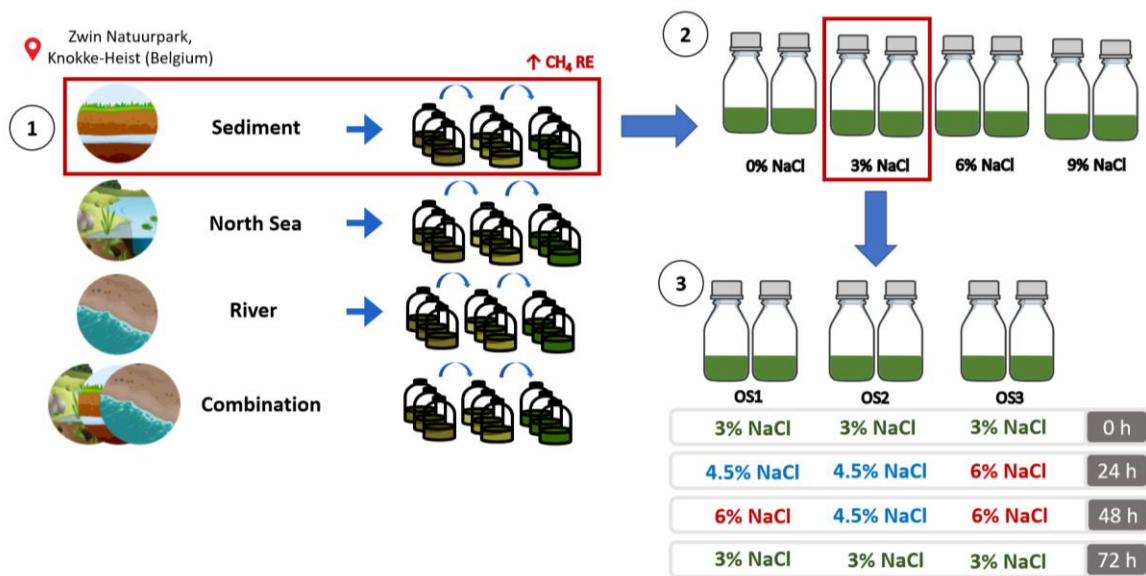 Zwin Natuurpark,
Knokke-Heist (Belgium)
↑ CH₄ RE
1
Sediment
North Sea
River
Combination
2
0% NaCl 3% NaCl 6% NaCl 9% NaCl
3
OS1 OS2 OS3
3% NaCl 3% NaCl 3% NaCl 0 h
4.5% NaCl 4.5% NaCl 6% NaCl 24 h
6% NaCl 4.5% NaCl 6% NaCl 48 h
3% NaCl 3% NaCl 3% NaCl 72 h